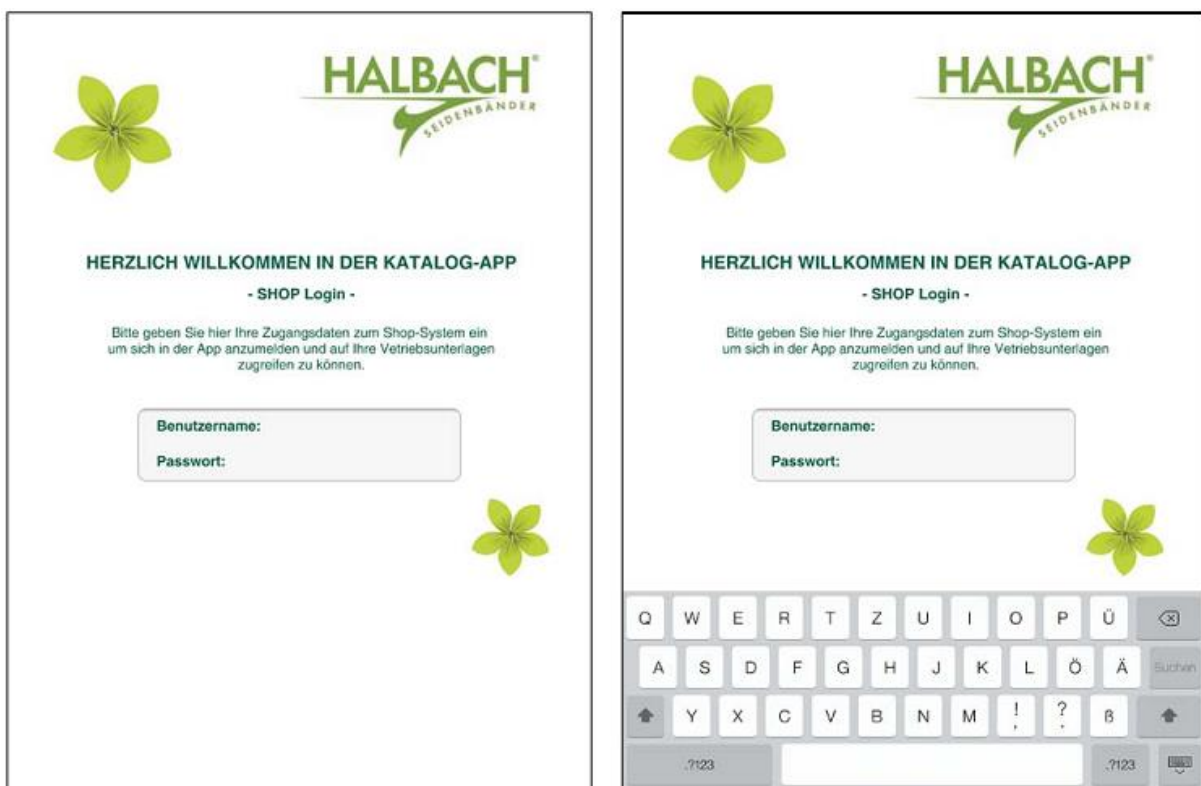 HALBACH®
SEIDENBÄNDER
HERZLICH WILLKOMMEN IN DER KATALOG-APP
- SHOP Login -
Bitte geben Sie hier Ihre Zugangsdaten zum Shop-System ein
um sich in der App anzumelden und auf Ihre Vetriebsunterlagen
zugreifen zu können.
Benutzername:
Passwort:
HALBACH®
SEIDENBÄNDER
HERZLICH WILLKOMMEN IN DER KATALOG-APP
- SHOP Login -
Bitte geben Sie hier Ihre Zugangsdaten zum Shop-System ein
um sich in der App anzumelden und auf Ihre Vetriebsunterlagen
zugreifen zu können.
Benutzername:
Passwort:
Q W E R T Z U I O P Ü
A S D F G H J K L Ö Ä Suchen
Y X C V B N M ! , ? . ß
.?123 .?123